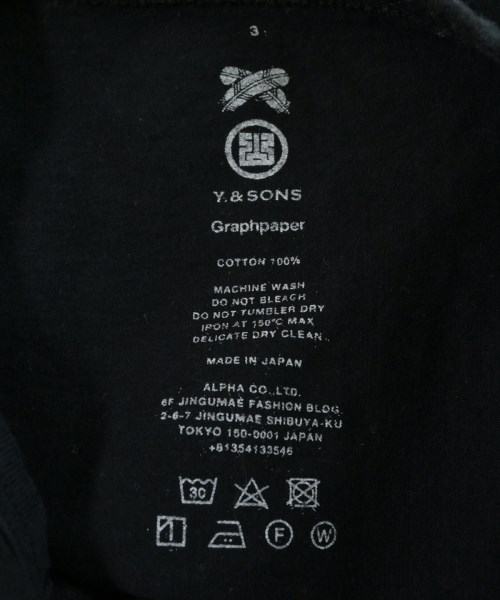 3
Y. & SONS
Graphpaper
COTTON 100%
MACHINE WASH
DO NOT BLEACH
DO NOT TUMBLER DRY
IRON AT 150°C MAX
DELICATE DRY CLEAN
MADE IN JAPAN
ALPHA CO.,LTD.
6F JINGUMAE FASHION BLDG.
2-6-7 JINGUMAE SHIBUYA-KU
TOKYO 150-0001 JAPAN
+81354133546
30
F W